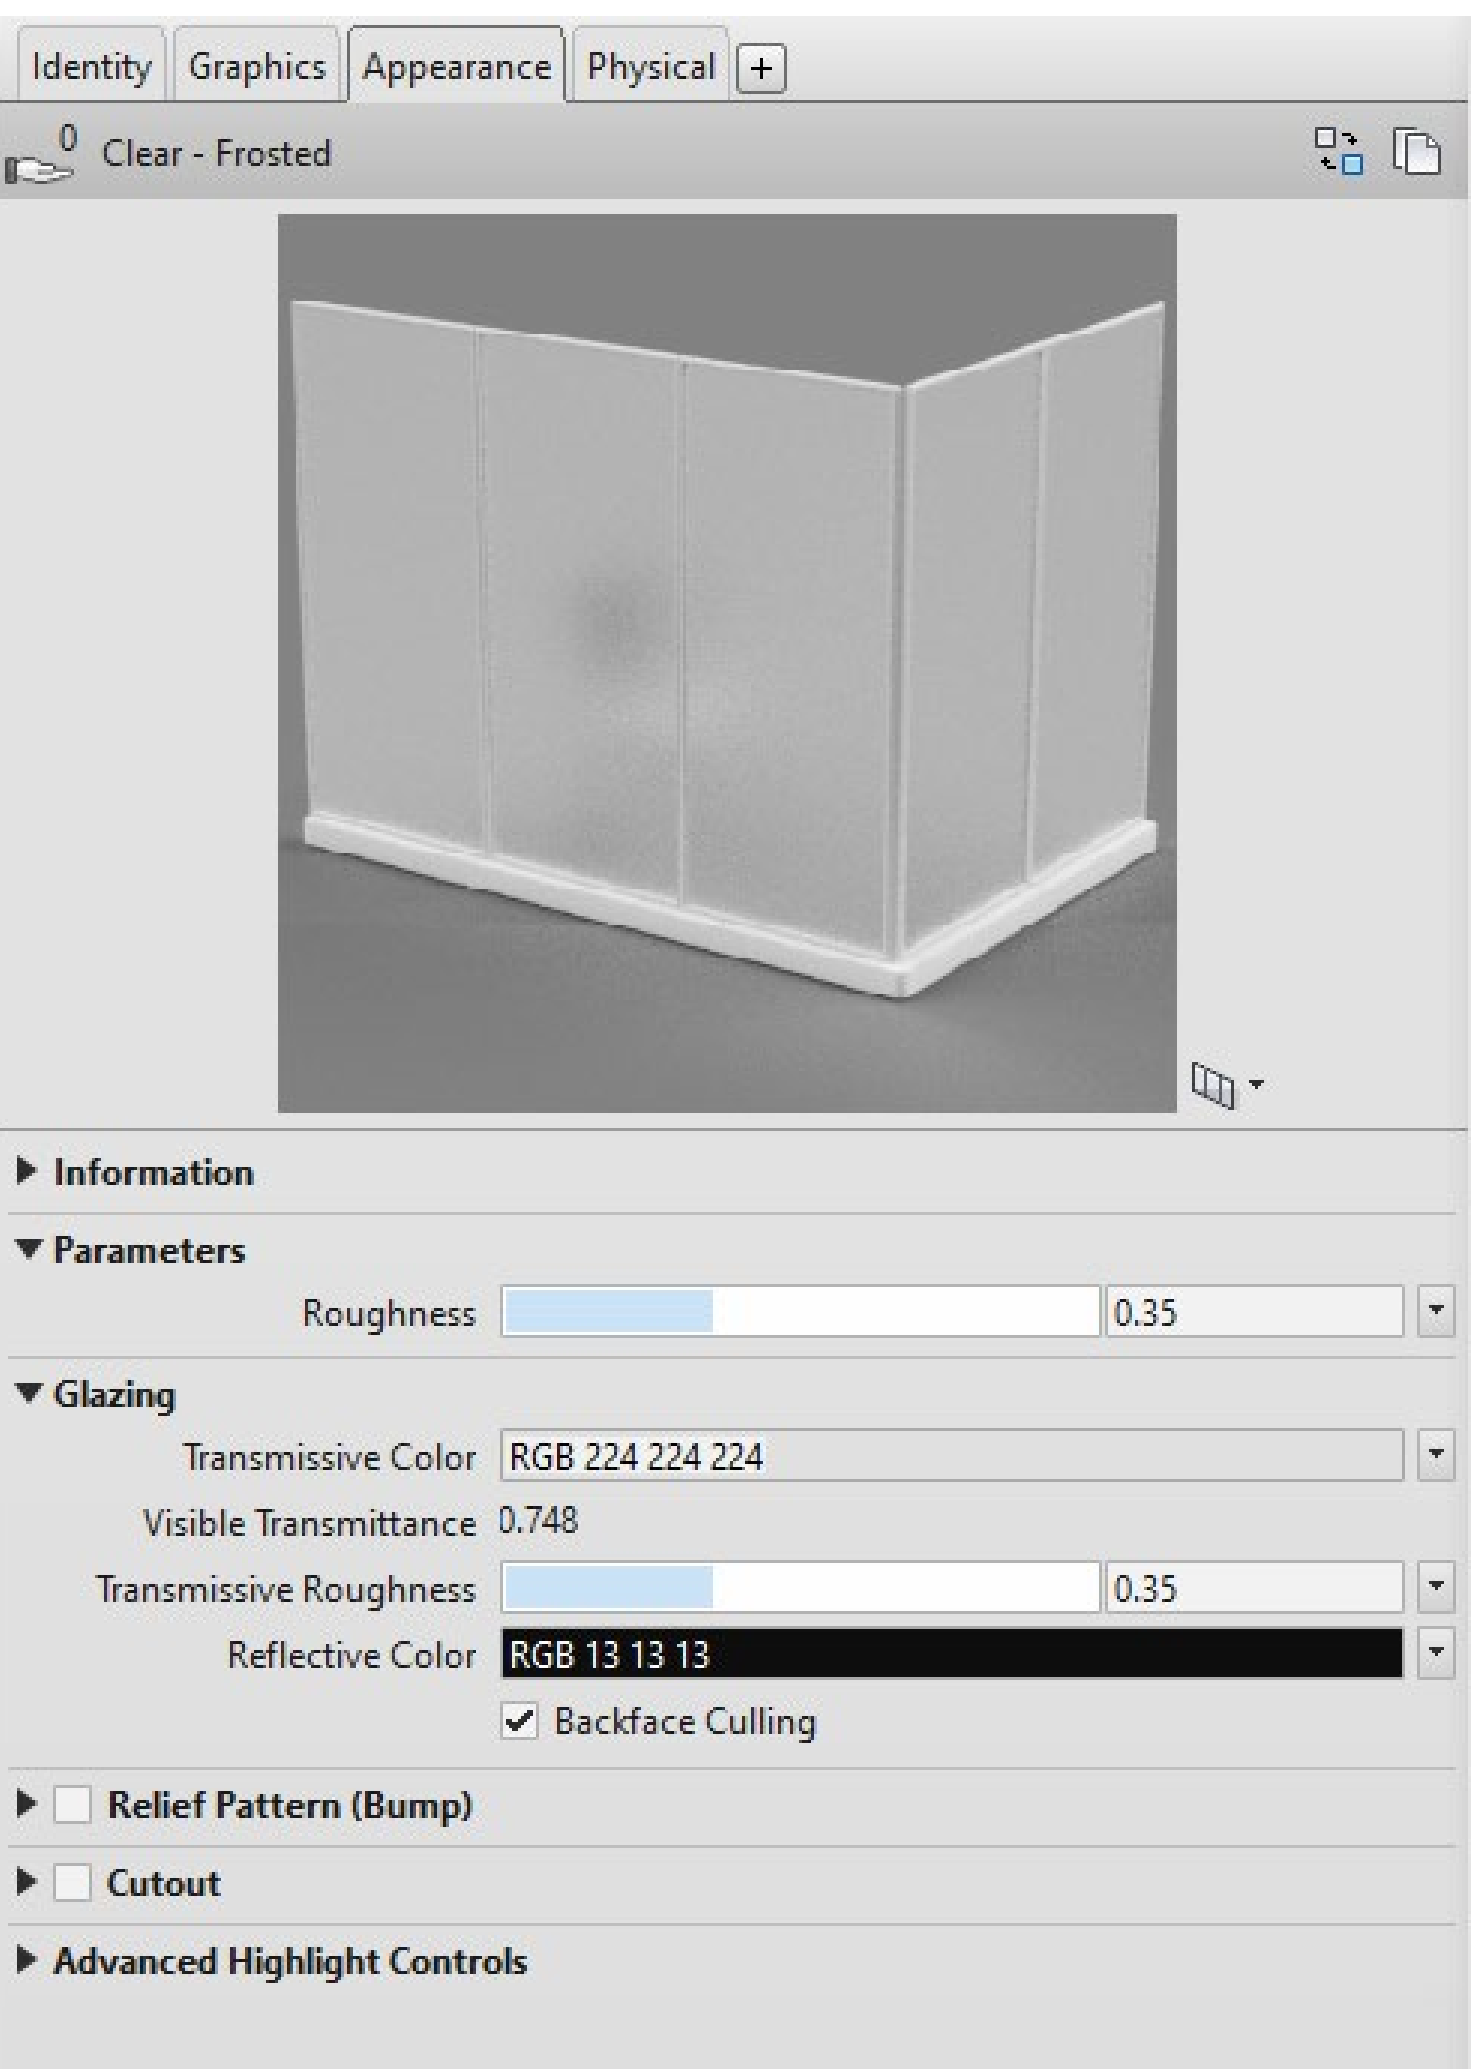 Identity Graphics Appearance Physical +
0 Clear - Frosted
Information
Parameters
Roughness 0.35
Glazing
Transmissive Color RGB 224 224 224
Visible Transmittance 0.748
Transmissive Roughness 0.35
Reflective Color RGB 13 13 13
Backface Culling
Relief Pattern (Bump)
Cutout
Advanced Highlight Controls